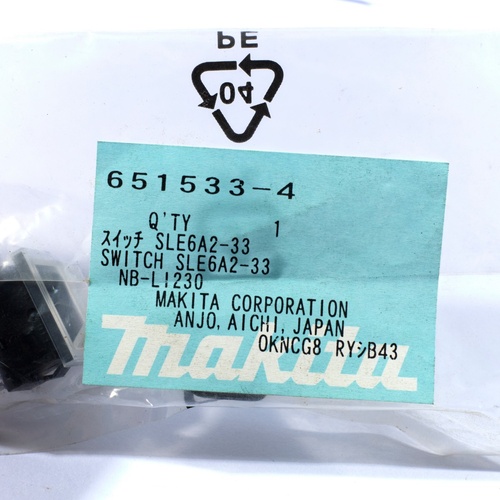 PE
04
651533-4
Q'TY 1
スイッチ SLE6A2-33
SWITCH SLE6A2-33
NB-L!230
MAKITA CORPORATION
ANJO, AICHI, JAPAN
OKNCG8 RYシB43
makita